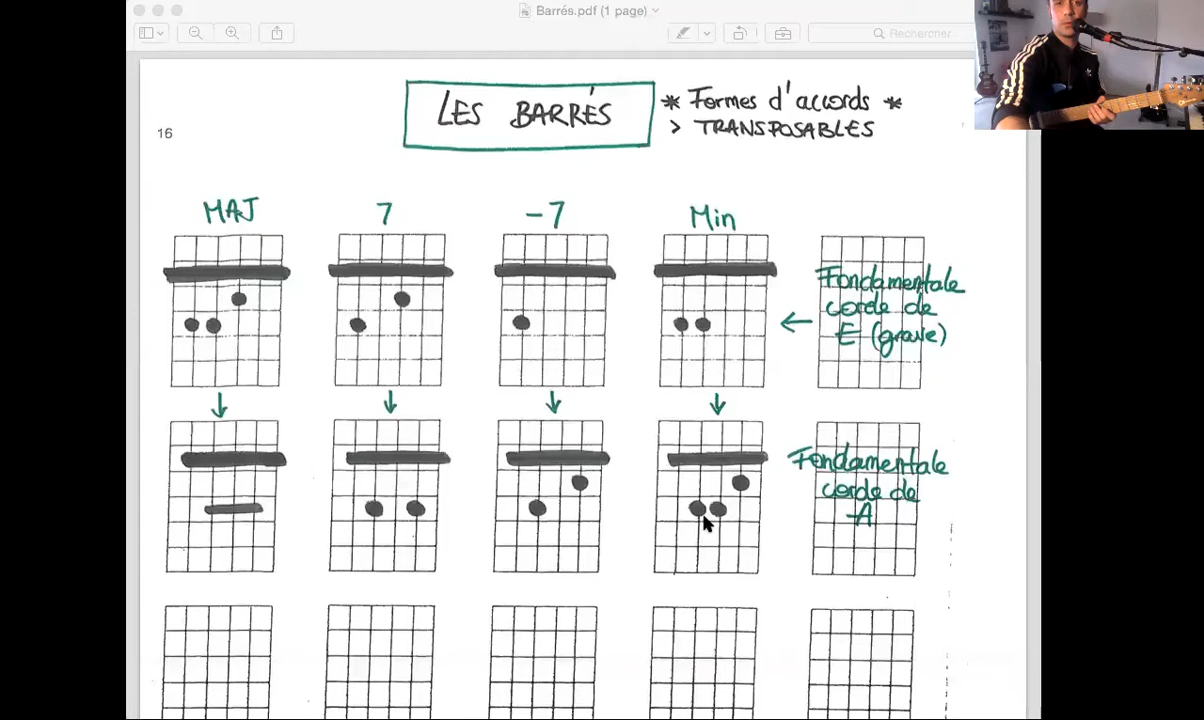 Barrés.pdf (1 page)
Rechercher
16
LES BARRÉS
* Formes d'accords *
> TRANSPOSABLES
MAJ
7
-7
Min
Fondamentale
corde de
E (grave)
Fondamentale
corde de
A